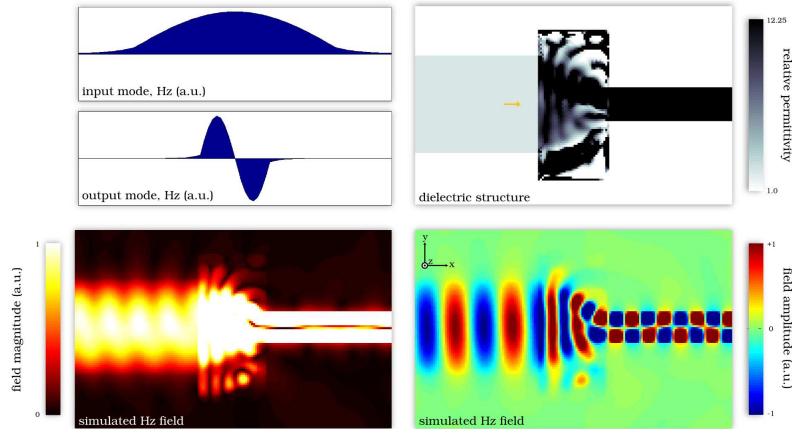 input mode, Hz (a.u.)
output mode, Hz (a.u.)
dielectric structure
12.25
1.0
relative permittivity
1
0
field magnitude (a.u.)
simulated Hz field
y
z
x
simulated Hz field
+1
0
-1
field amplitude (a.u.)